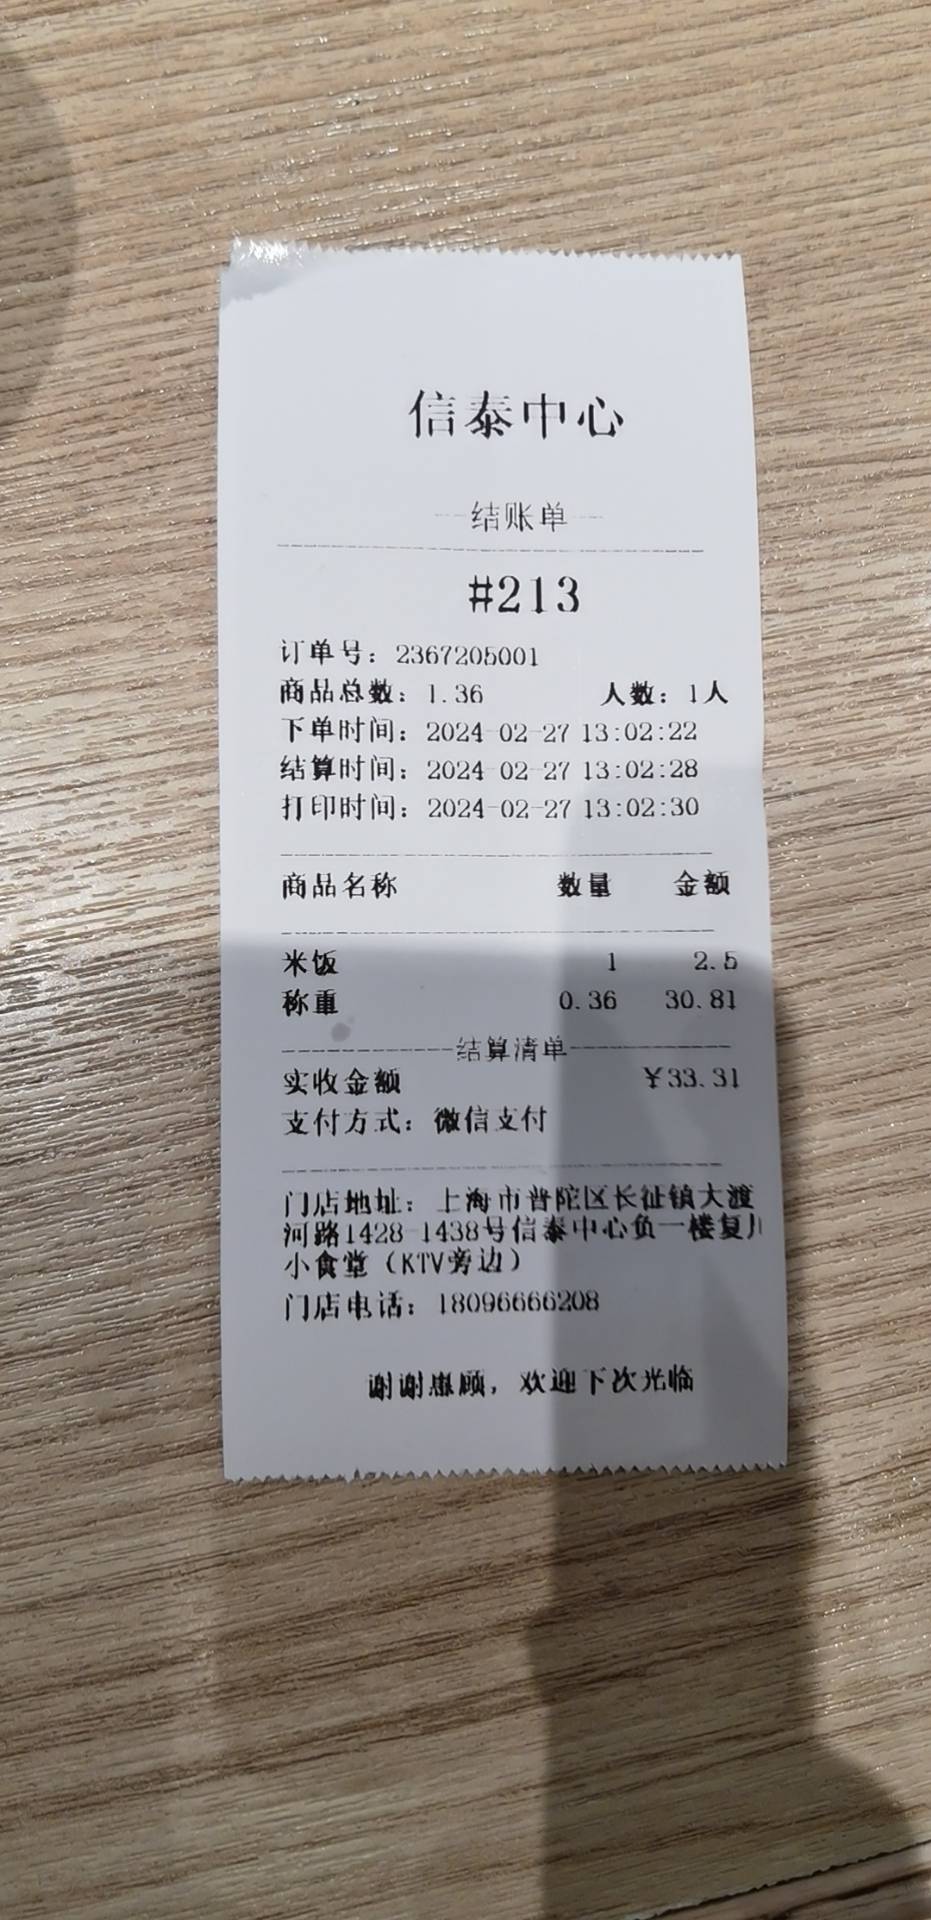 信泰中心
结账单
#213
订单号：2367205001
商品总数：1.36 人数：1人
下单时间：2024-02-27 13:02:22
结算时间：2024-02-27 13:02:28
打印时间：2024-02-27 13:02:30
商品名称 数量 金额
米饭 1 2.5
称重 0.36 30.81
结算清单
实收金额 ￥33.31
支付方式：微信支付
门店地址：上海市普陀区长征镇大渡
河路1428-1438号信泰中心负一楼复
小食堂（KTV旁边）
门店电话：18096666208
谢谢惠顾，欢迎下次光临